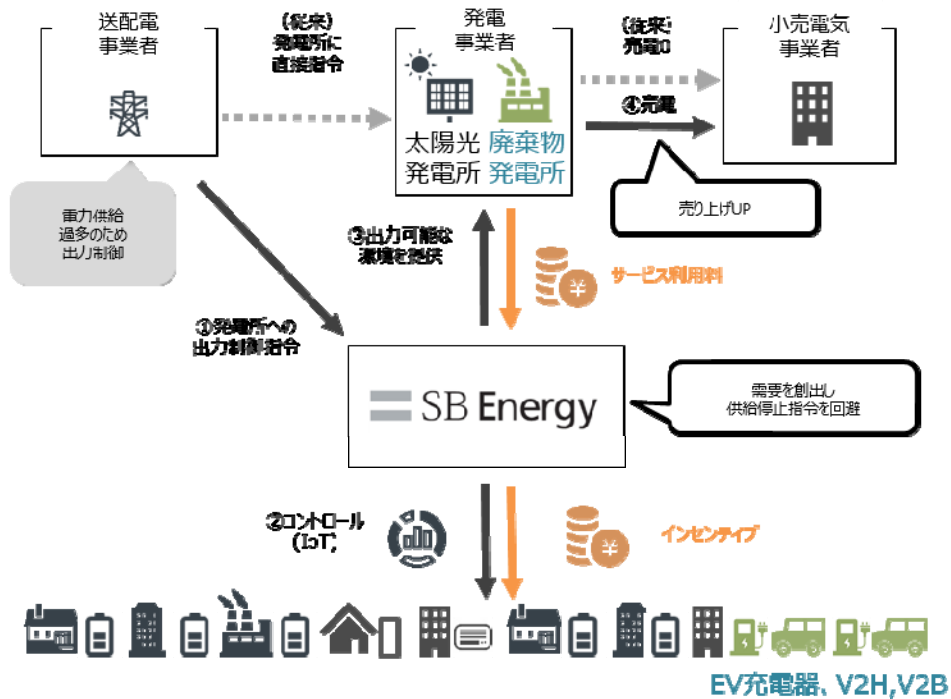 送配電
事業者
(従来)
発電所に
直接指令
発電
事業者
(従来)
売電0
小売電気
事業者
④売電
太陽光
発電所
廃棄物
発電所
電力供給
過多のため
出力制御
売り上げUP
③出力可能な
環境を提供
サービス利用料
①発電所への
出力制御指令
SB Energy
需要を創出し
供給停止指令を回避
②コントロール
(IoT)
インセンティブ
EV充電器、V2H,V2B